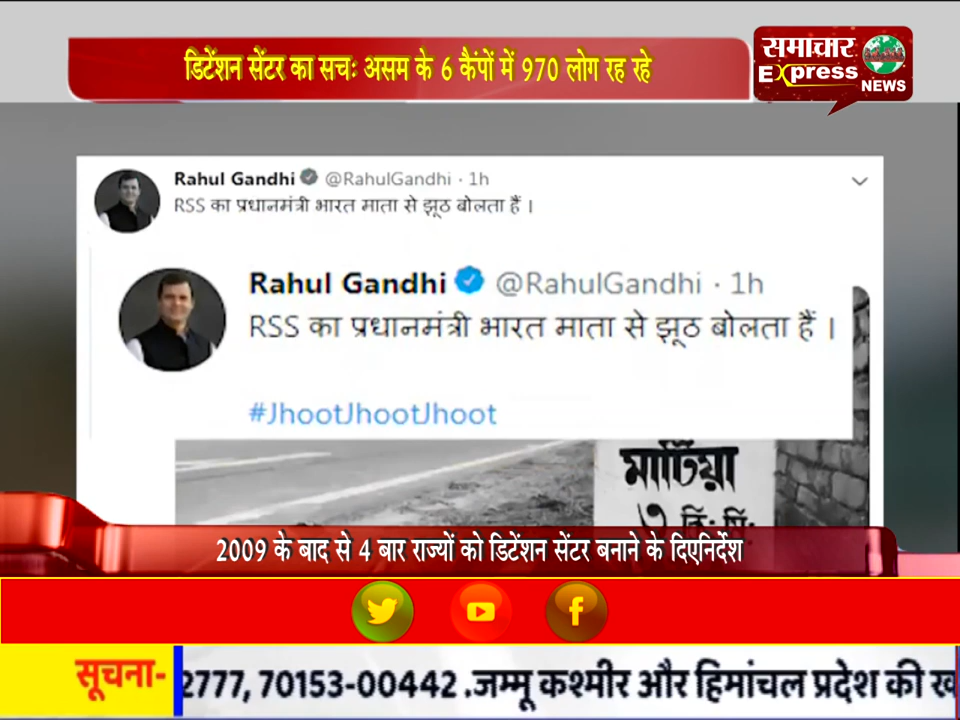 डिटेंशन सेंटर का सचः असम के 6 कैंपों में 970 लोग रह रहे
समाचार
Express
NEWS
Rahul Gandhi @RahulGandhi · 1h
RSS का प्रधानमंत्री भारत माता से झूठ बोलता हैं ।
Rahul Gandhi @RahulGandhi · 1h
RSS का प्रधानमंत्री भारत माता से झूठ बोलता हैं ।
#JhootJhootJhoot
মাটিয়া
৩ কি: মি:
2009 के बाद से 4 बार राज्यों को डिटेंशन सेंटर बनाने के दिएनिर्देश
सूचना-
2777, 70153-00442 .जम्मू कश्मीर और हिमांचल प्रदेश की